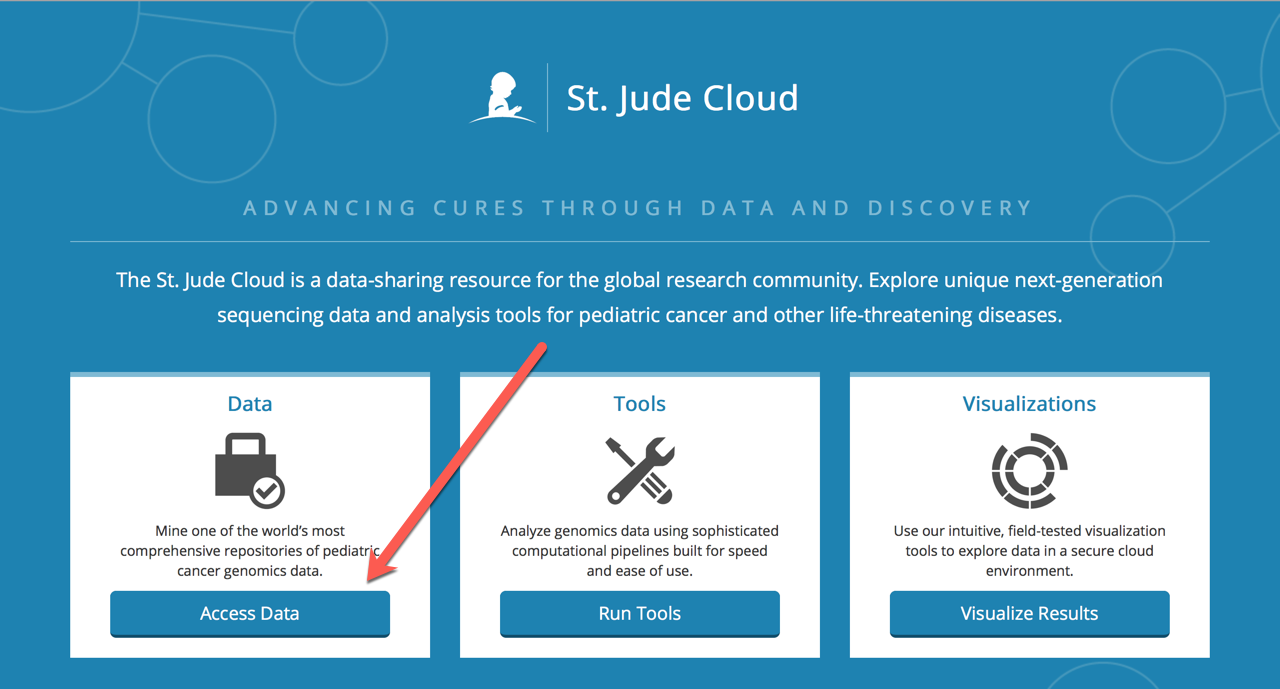 St. Jude Cloud
ADVANCING CURES THROUGH DATA AND DISCOVERY
The St. Jude Cloud is a data-sharing resource for the global research community. Explore unique next-generation
sequencing data and analysis tools for pediatric cancer and other life-threatening diseases.
Data
Mine one of the world’s most
comprehensive repositories of pediatric
cancer genomics data.
Access Data
Tools
Analyze genomics data using sophisticated
computational pipelines built for speed
and ease of use.
Run Tools
Visualizations
Use our intuitive, field-tested visualization
tools to explore data in a secure cloud
environment.
Visualize Results